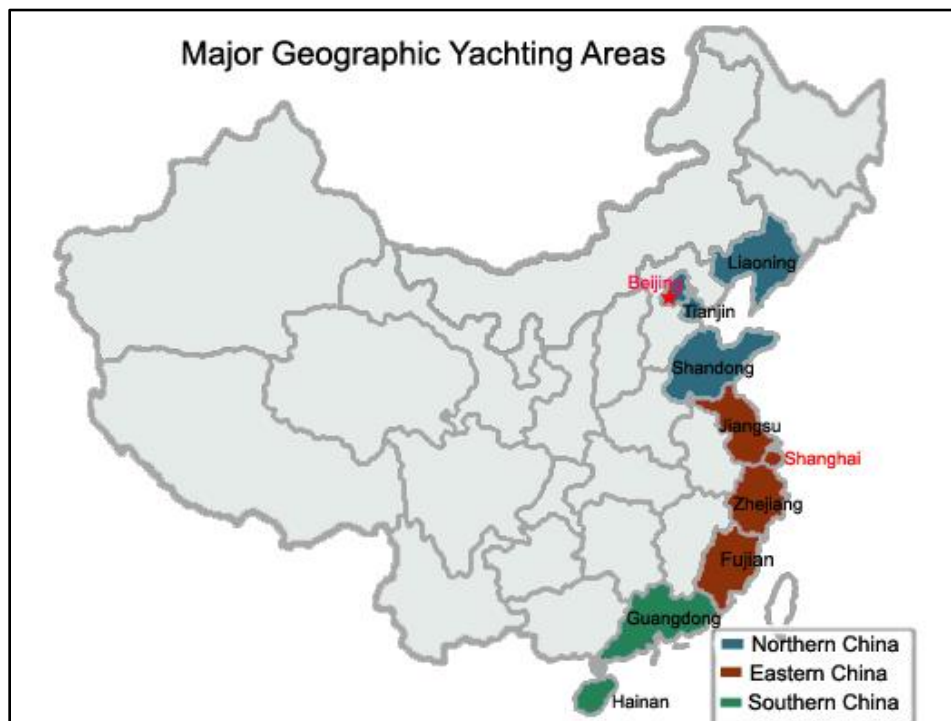 Major Geographic Yachting Areas
Liaoning
Beijing
Tianjin
Shandong
Jiangsu
Shanghai
Zhejiang
Fujian
Guangdong
Hainan
Northern China
Eastern China
Southern China